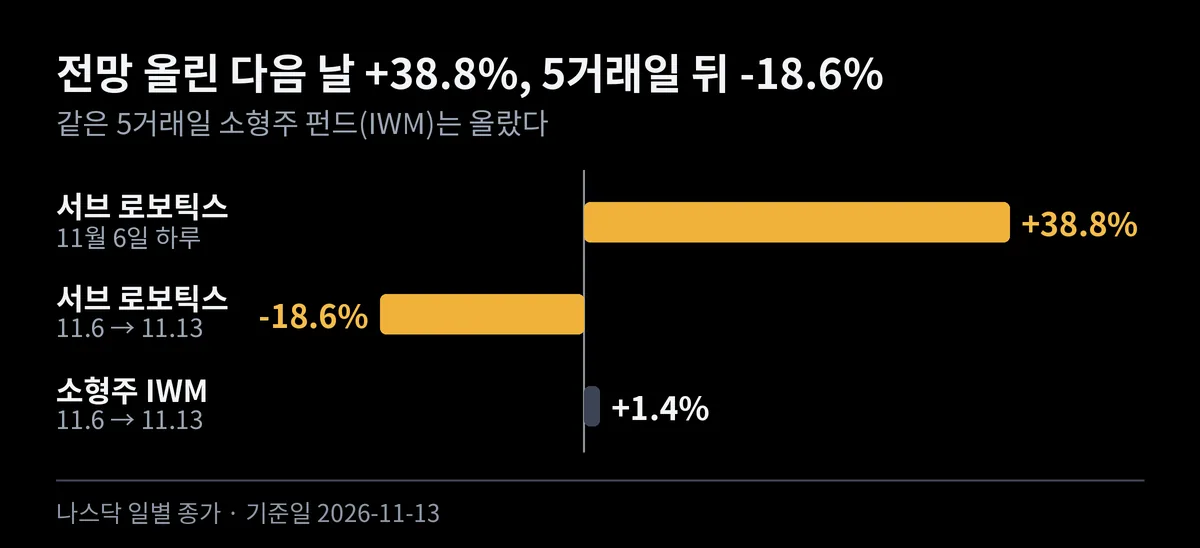 전망 올린 다음 날 +38.8%, 5거래일 뒤 -18.6%
같은 5거래일 소형주 펀드(IWM)는 올랐다
서브 로보틱스
11월 6일 하루
+38.8%
서브 로보틱스
11.6 → 11.13
-18.6%
소형주 IWM
11.6 → 11.13
+1.4%
나스닥 일별 종가 · 기준일 2026-11-13